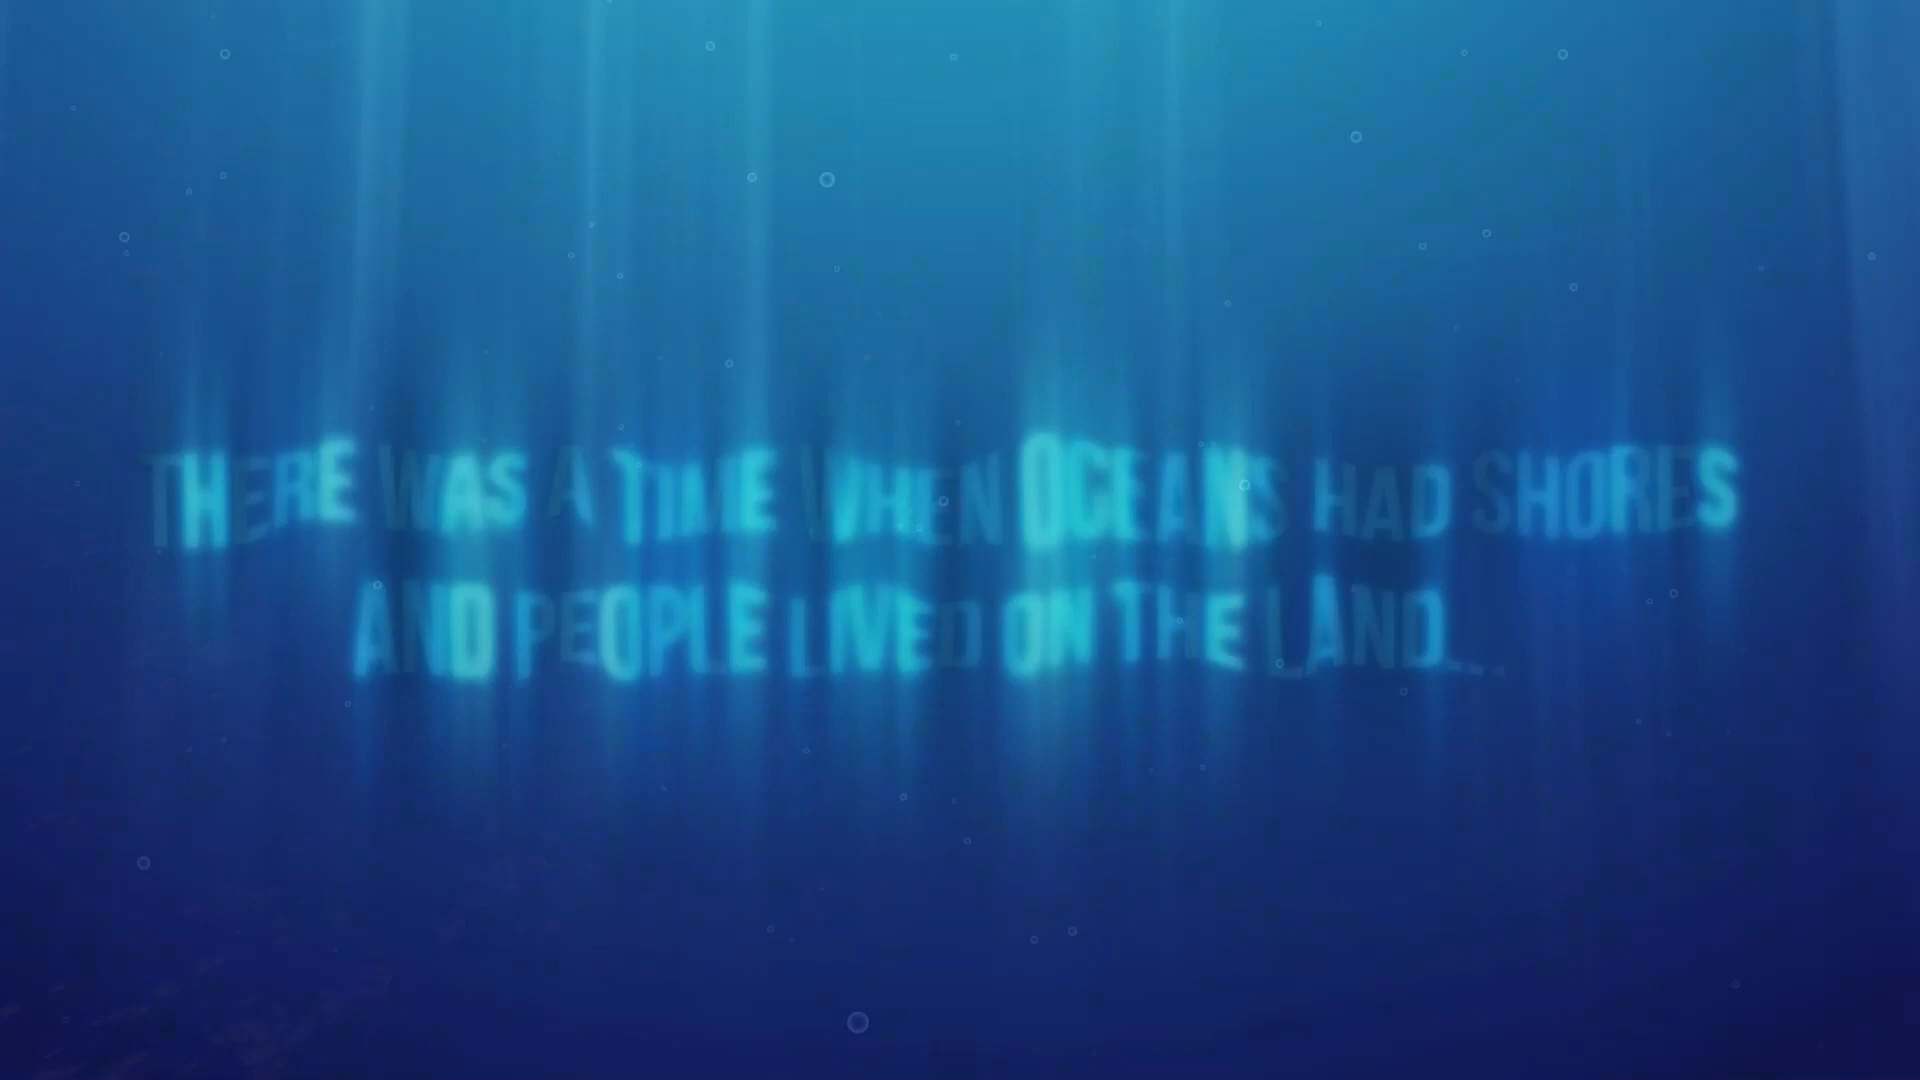 THERE WAS A TIME WHEN OCEANS HAD SHORES
AND PEOPLE LIVED ON THE LAND...